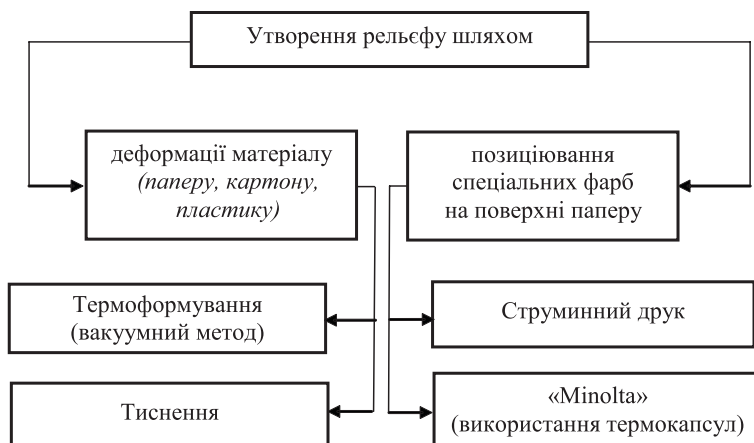 Утворення рельєфу шляхом
деформації матеріалу
(паперу, картону,
пластику)
позиціювання
спеціальних фарб
на поверхні паперу
Термоформування
(вакуумний метод)
Струминний друк
Тиснення
«Minolta»
(використання термокапсул)